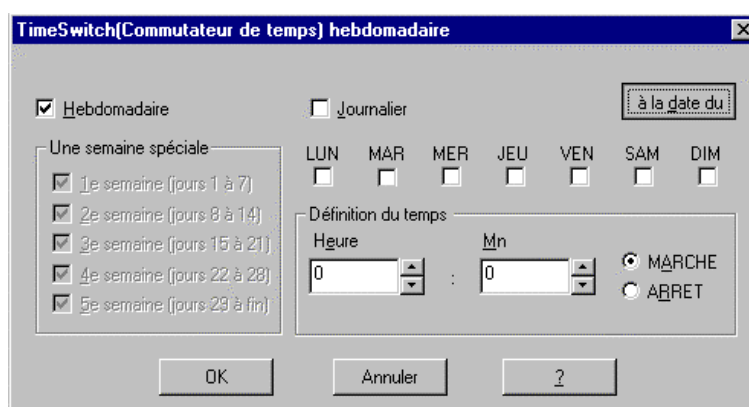 TimeSwitch(Commutateur de temps) hebdomadaire
Hebdomadaire
Journalier
à la date du
Une semaine spéciale
1e semaine (jours 1 à 7)
2e semaine (jours 8 à 14)
3e semaine (jours 15 à 21)
4e semaine (jours 22 à 28)
5e semaine (jours 29 à fin)
LUN MAR MER JEU VEN SAM DIM
Définition du temps
Heure
Mn
0 : 0
MARCHE
ARRET
OK
Annuler
?